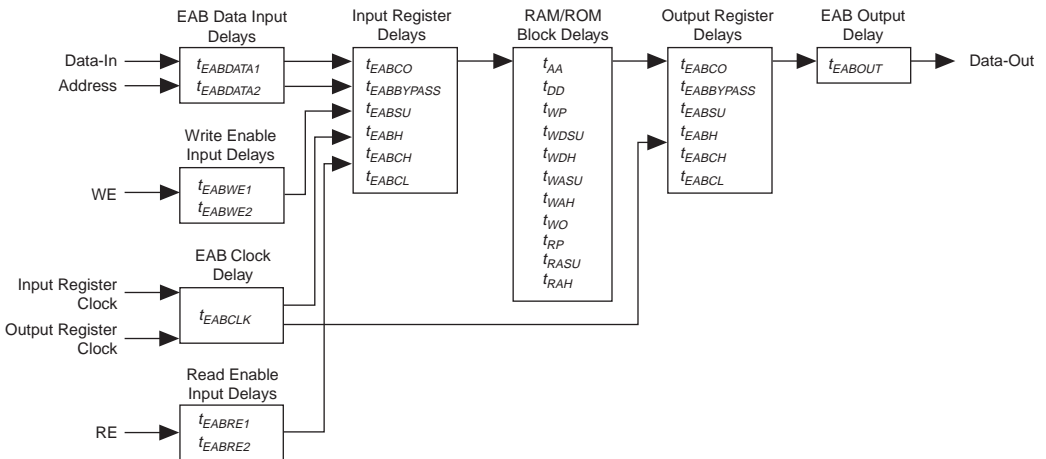 EAB Data Input
Delays
Input Register
Delays
RAM/ROM
Block Delays
Output Register
Delays
EAB Output
Delay
Data-In
Address
tEABDATA1
tEABDATA2
tEABCO
tEABBYPASS
tEABSU
tEABH
tEABCH
tEABCL
tAA
tDD
tWP
tWDSU
tWDH
tWASU
tWAH
tWO
tRP
tRASU
tRAH
tEABCO
tEABBYPASS
tEABSU
tEABH
tEABCH
tEABCL
tEABOUT
Data-Out
Write Enable
Input Delays
WE
tEABWE1
tEABWE2
EAB Clock
Delay
Input Register
Clock
Output Register
Clock
tEABCLK
Read Enable
Input Delays
RE
tEABRE1
tEABRE2